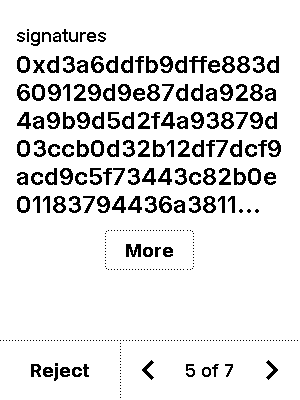 signatures
0xd3a6ddfb9dffe883d
609129d9e87dda928a
4a9b9d5d2f4a93879d
03ccb0d32b12df7dcf9
acd9c5f73443c82b0e
01183794436a3811...
More
Reject
5 of 7